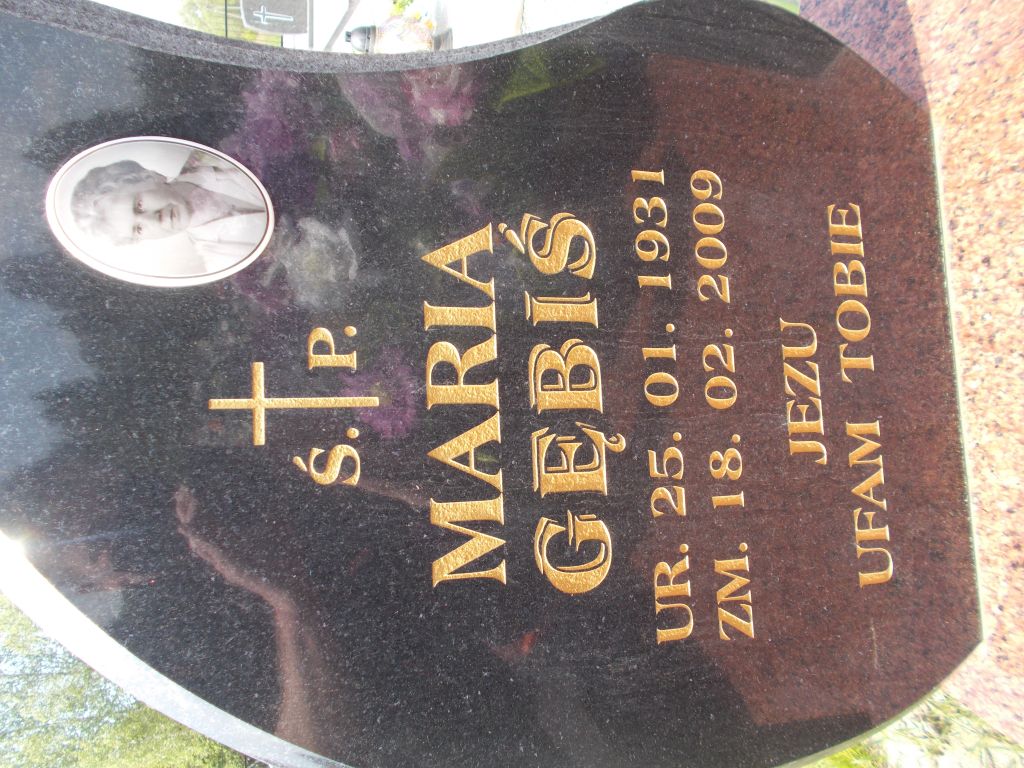 Ś. P.
MARIA
GĘBIŚ
UR. 25. 01. 1931
ZM. 18. 02. 2009
JEZU
UFAM TOBIE